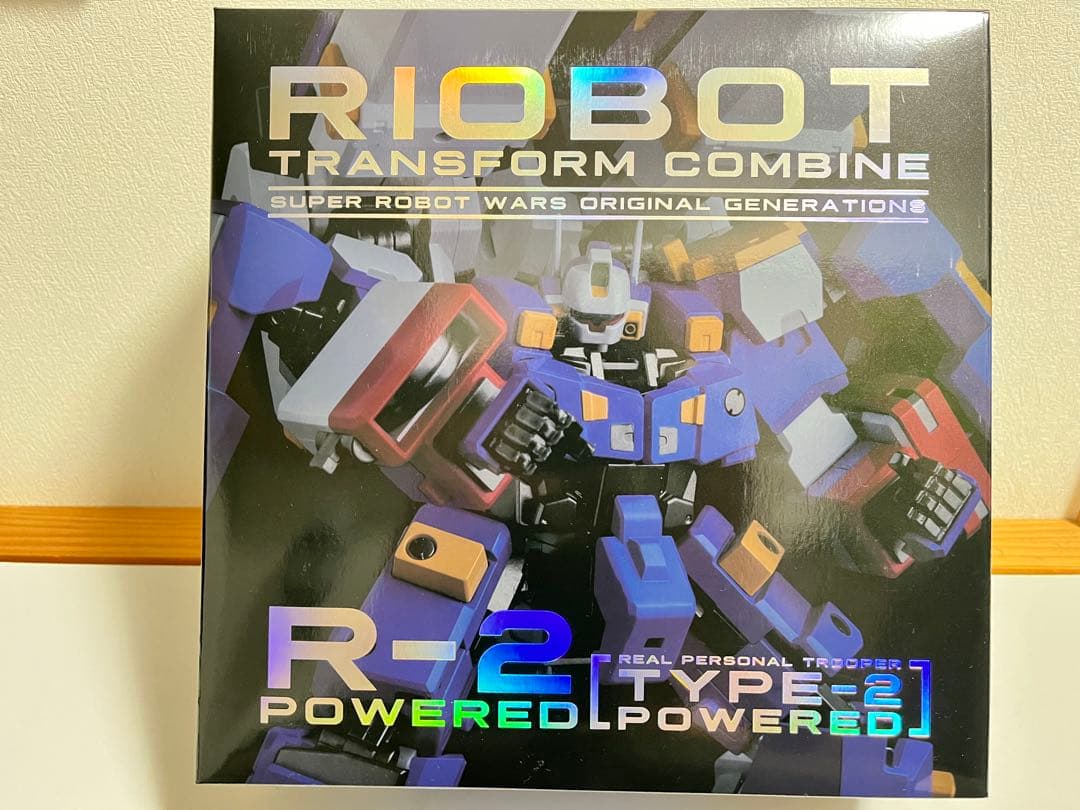 RIOBOT
TRANSFORM COMBINE
SUPER ROBOT WARS ORIGINAL GENERATIONS
R-2
POWERED
REAL PERSONAL TROOPER
TYPE-2
POWERED